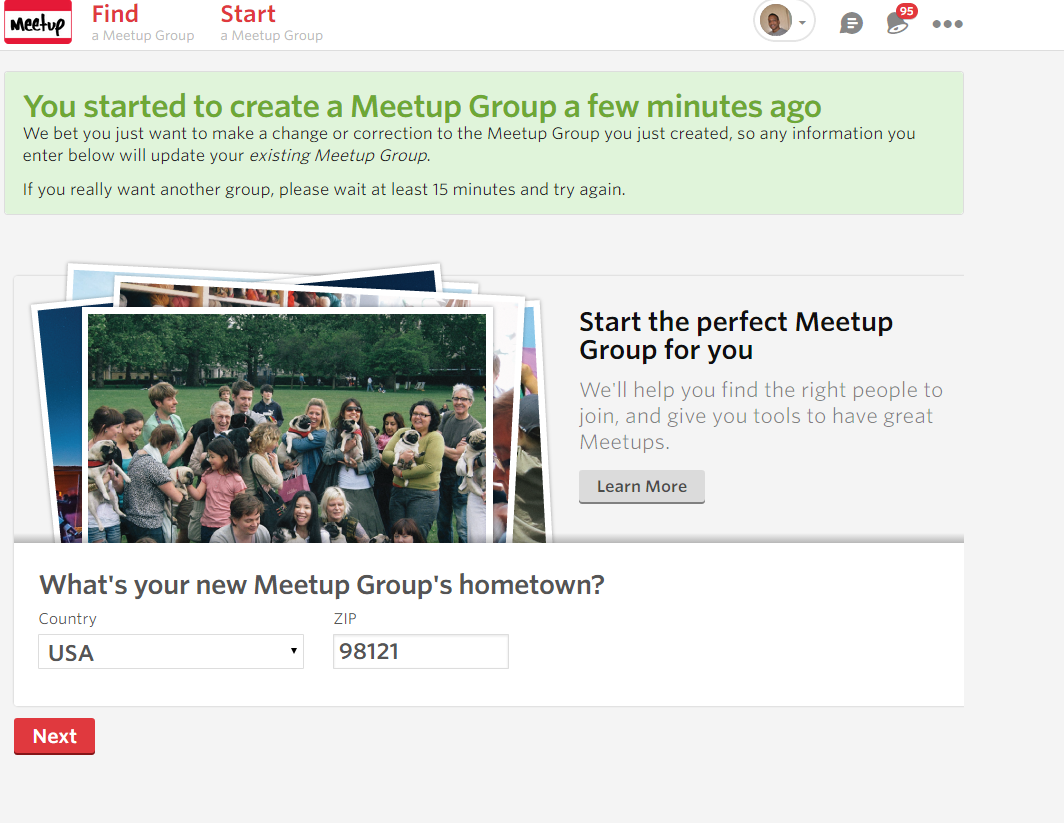 Meetup
Find
a Meetup Group
Start
a Meetup Group
95
You started to create a Meetup Group a few minutes ago
We bet you just want to make a change or correction to the Meetup Group you just created, so any information you
enter below will update your existing Meetup Group.
If you really want another group, please wait at least 15 minutes and try again.
Start the perfect Meetup
Group for you
We'll help you find the right people to
join, and give you tools to have great
Meetups.
Learn More
What's your new Meetup Group's hometown?
Country
ZIP
USA
98121
Next